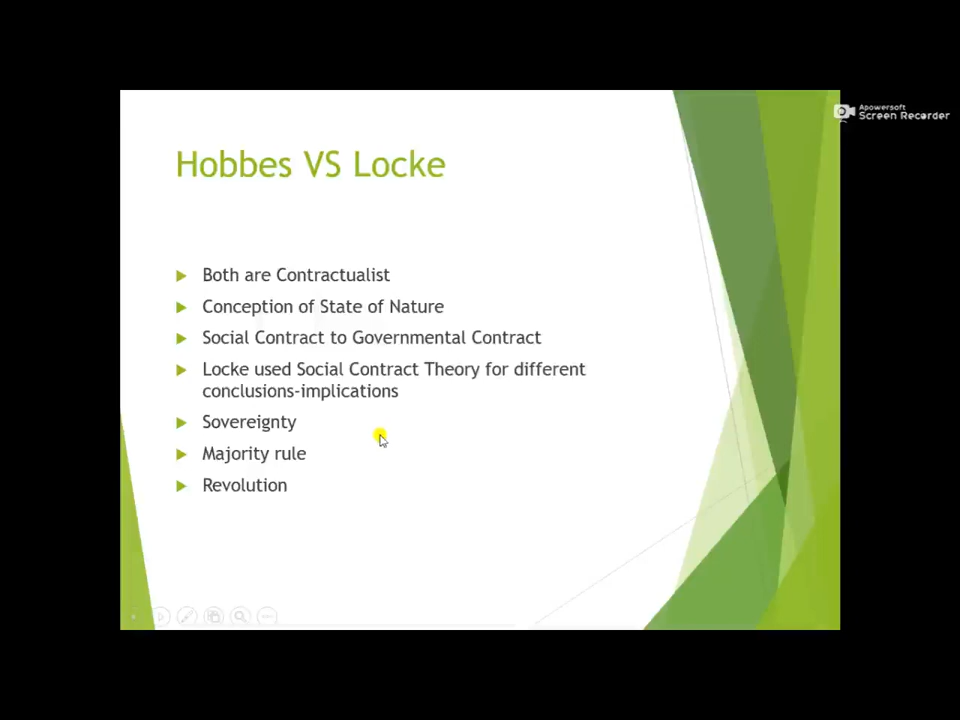 Apowersoft
Screen Recorder
Hobbes VS Locke
Both are Contractualist
Conception of State of Nature
Social Contract to Governmental Contract
Locke used Social Contract Theory for different
conclusions-implications
Sovereignty
Majority rule
Revolution